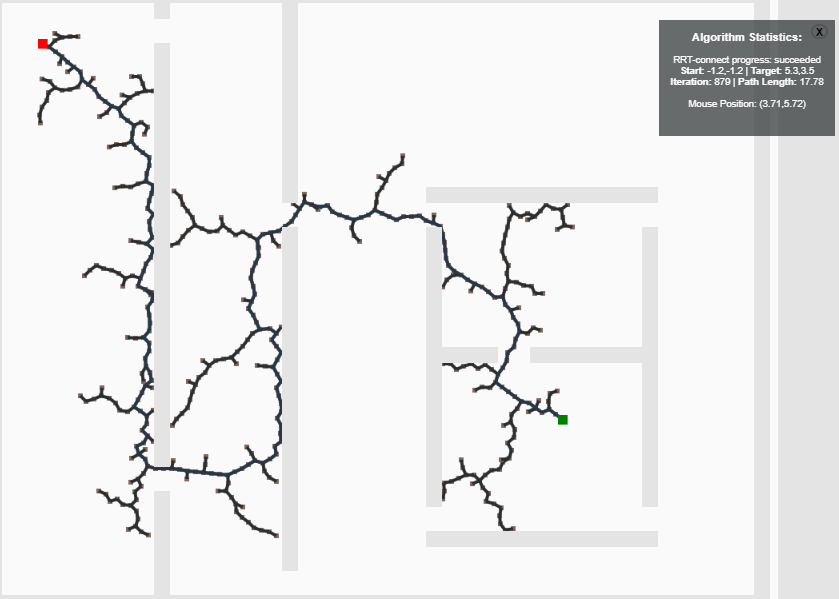 X
Algorithm Statistics:
RRT-connect progress: succeeded
Start: -1.2,-1.2 | Target: 5.3,3.5
Iteration: 879 | Path Length: 17.78
Mouse Position: (3.71,5.72)